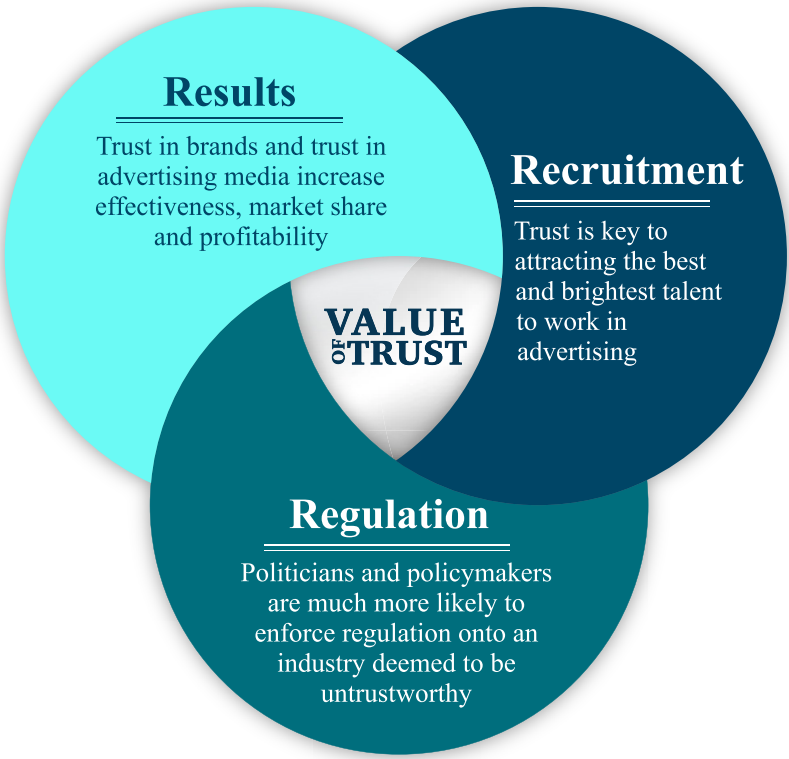 Results
Trust in brands and trust in
advertising media increase
effectiveness, market share
and profitability
Recruitment
Trust is key to
attracting the best
and brightest talent
to work in
advertising
VALUE
OF TRUST
Regulation
Politicians and policymakers
are much more likely to
enforce regulation onto an
industry deemed to be
untrustworthy